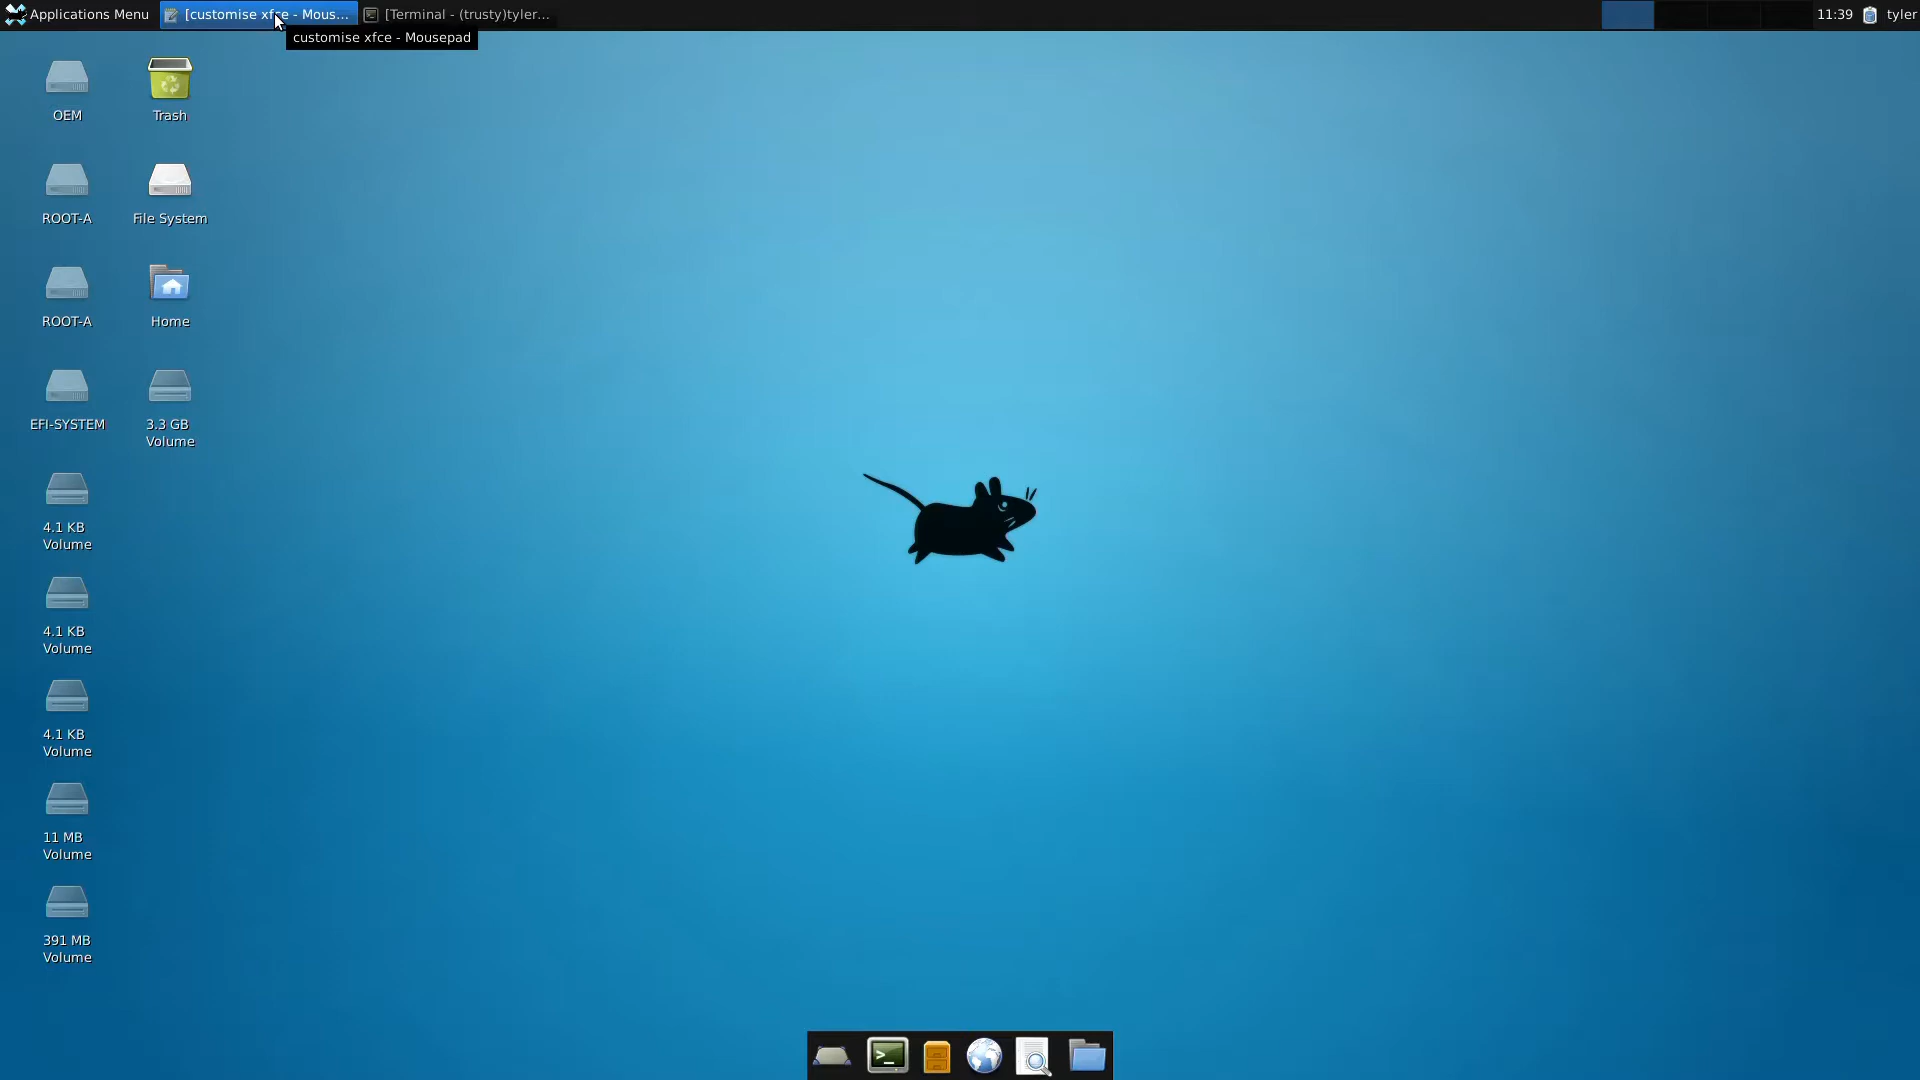 Applications Menu
[customise xfce - Mous...
[Terminal - (trusty)tyler...
11:39
tyler
customise xfce - Mousepad
OEM
Trash
ROOT-A
File System
ROOT-A
Home
EFI-SYSTEM
3.3 GB
Volume
4.1 KB
Volume
4.1 KB
Volume
4.1 KB
Volume
11 MB
Volume
391 MB
Volume